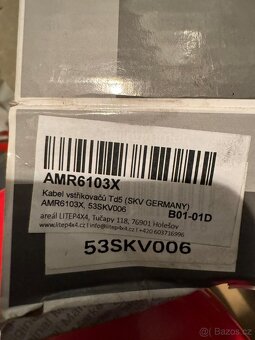 AMR6103X
Kabel vstřikovačů Td5 (SKV GERMANY)
AMR6103X, 53SKV006
B01-01D
areál LITEP4X4, Tučapy 118, 76901 Holešov
www.litep4x4.cz / info@litep4x4.cz / +420 603716996
53SKV006
Bazoš.cz